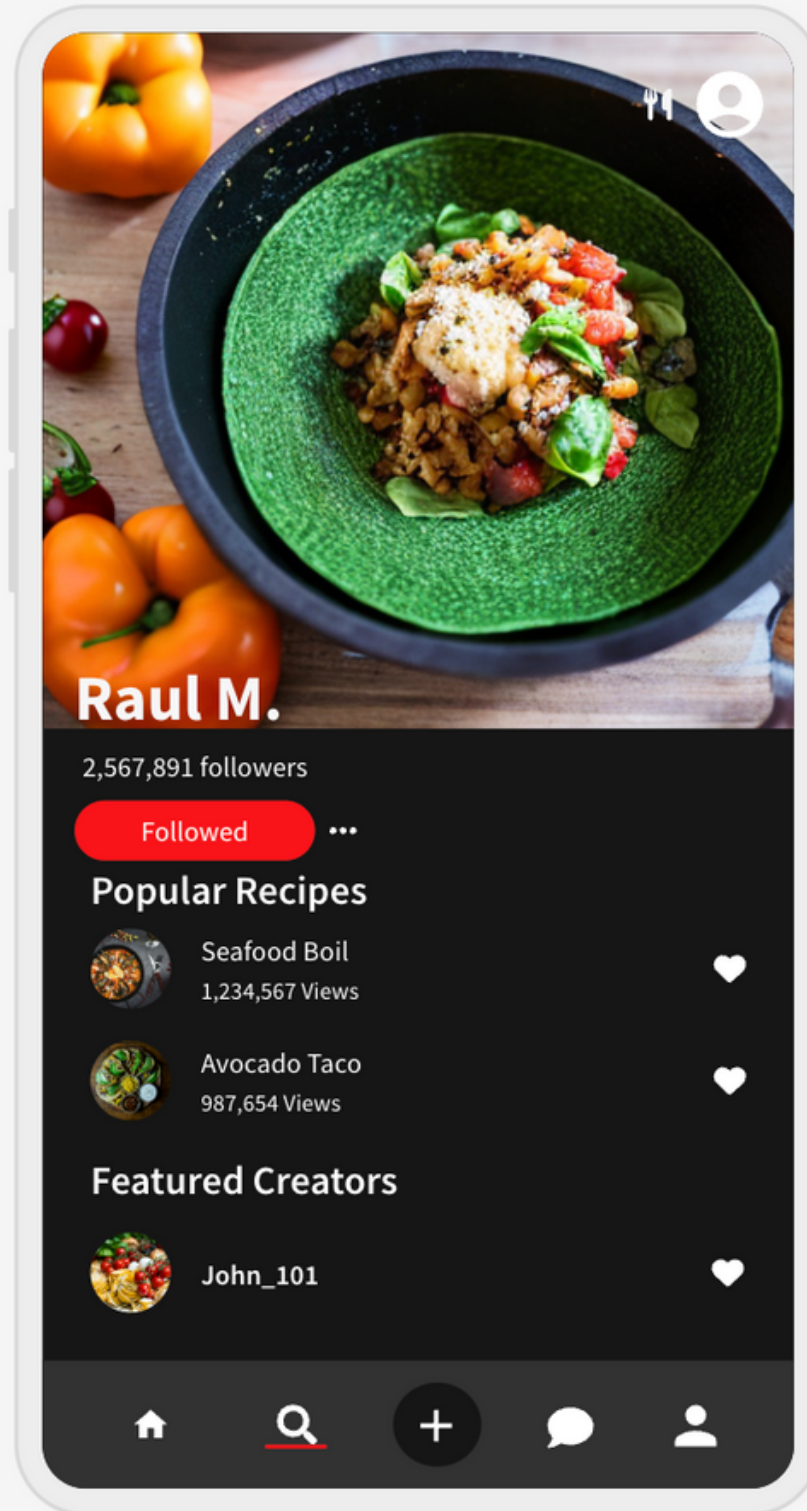 Raul M.
2,567,891 followers
Followed
Popular Recipes
Seafood Boil
1,234,567 Views
Avocado Taco
987,654 Views
Featured Creators
John_101